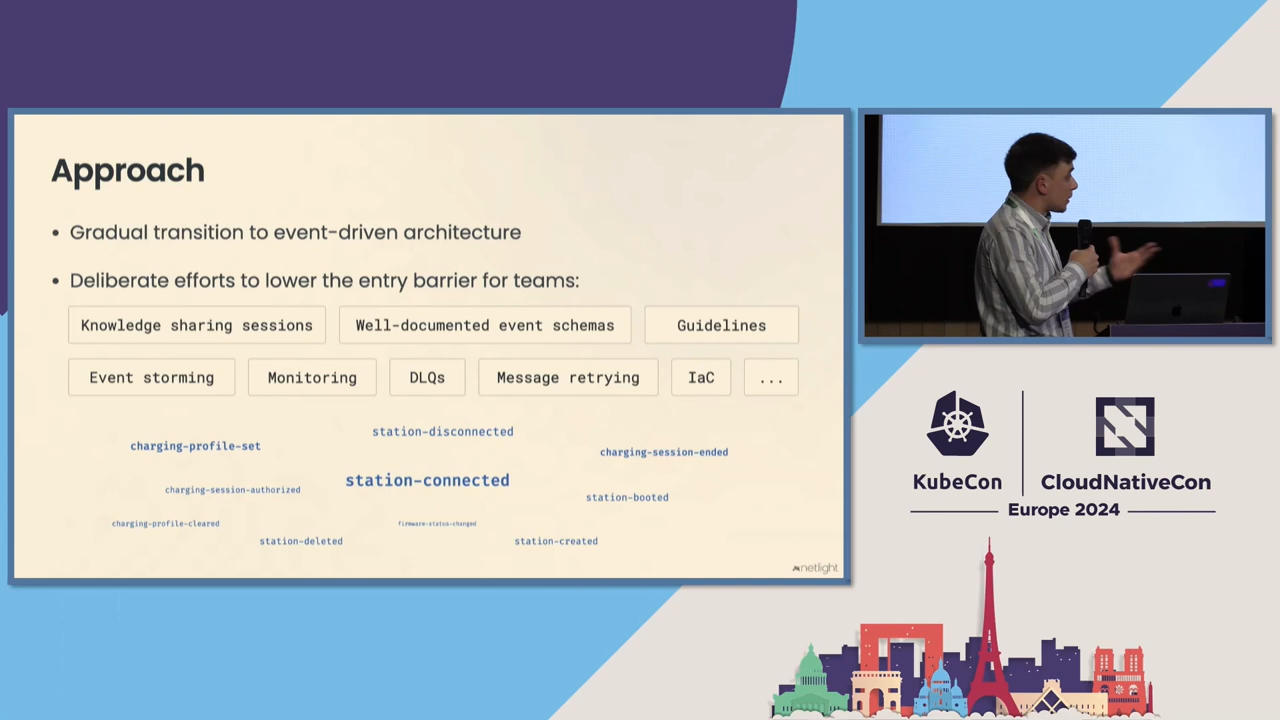 Approach
• Gradual transition to event-driven architecture
• Deliberate efforts to lower the entry barrier for teams:
Knowledge sharing sessions
Well-documented event schemas
Guidelines
Event storming
Monitoring
DLQs
Message retrying
IaC
...
station-disconnected
charging-profile-set
charging-session-ended
station-connected
charging-session-authorized
station-booted
charging-profile-cleared
firmware-status-changed
station-deleted
station-created
netlight
KubeCon
CloudNativeCon
Europe 2024